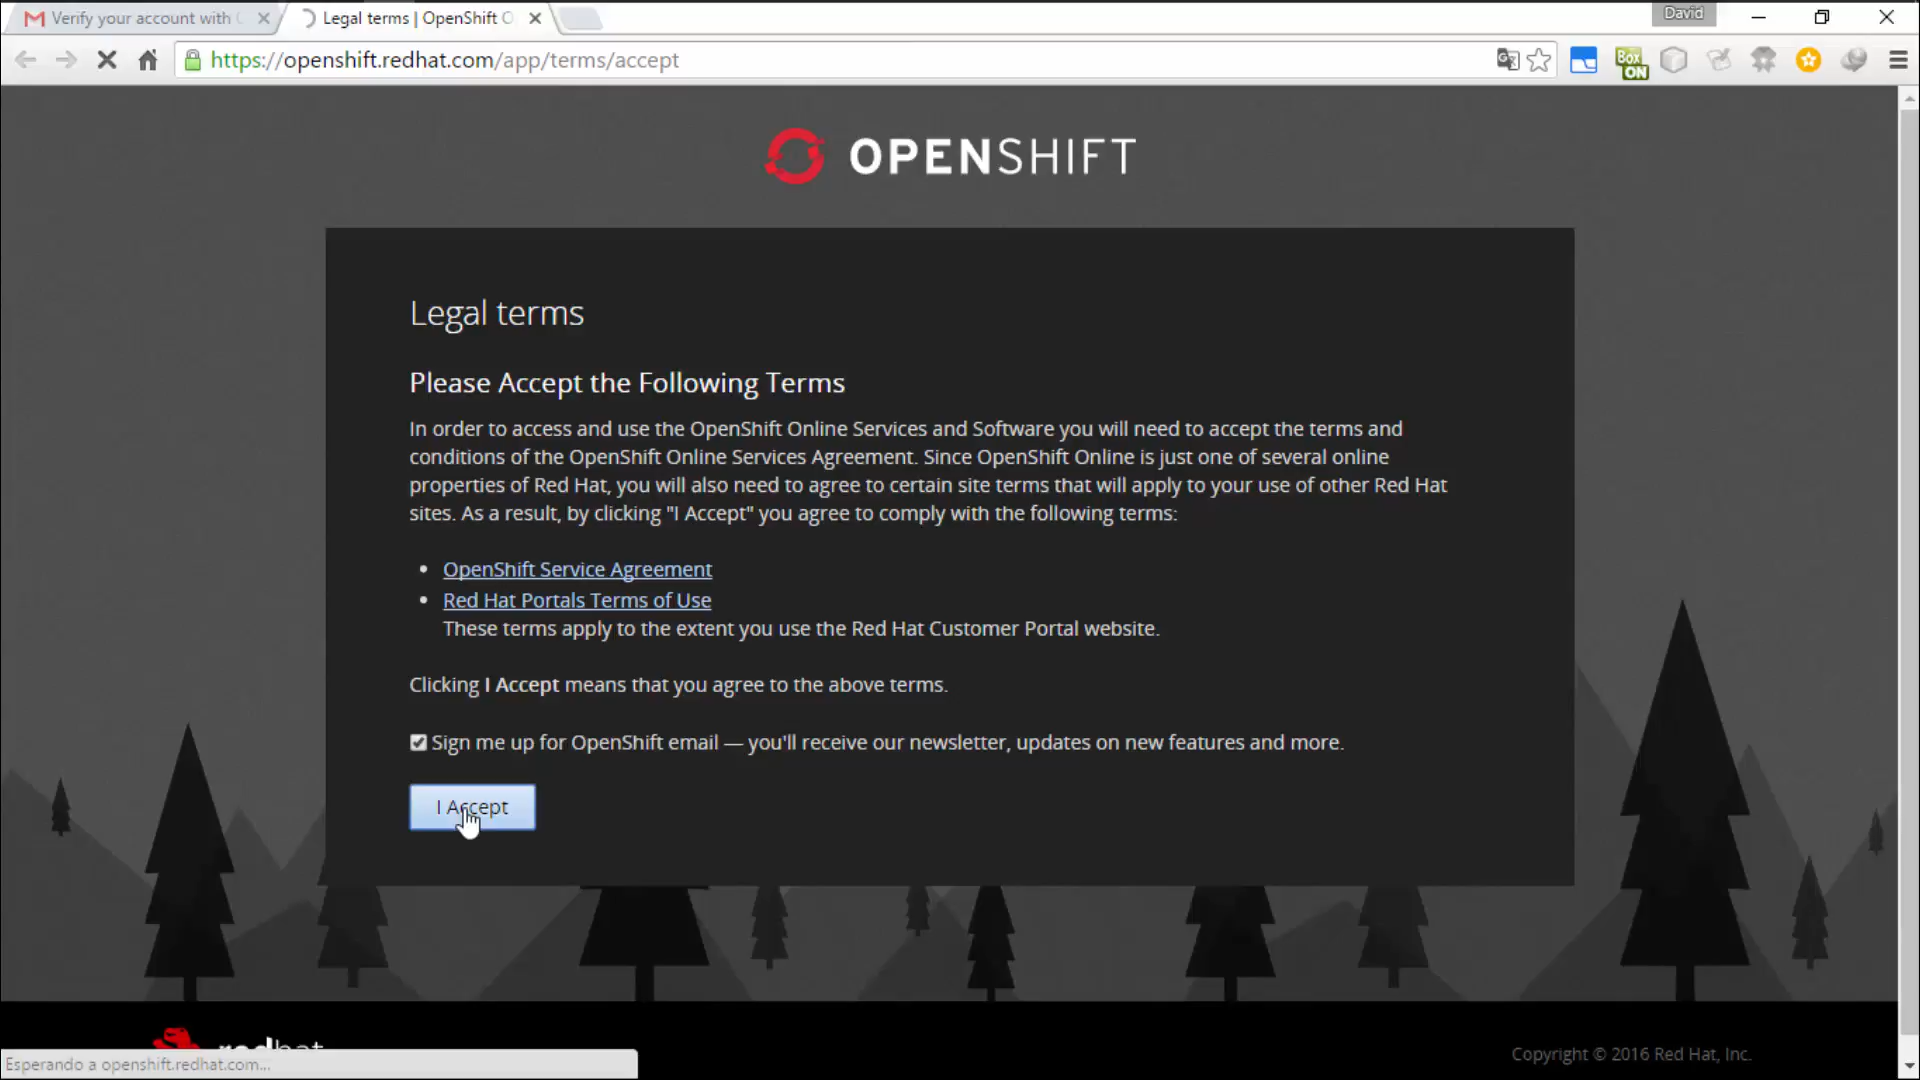 Verify your account with
Legal terms | OpenShift O
David
https://openshift.redhat.com/app/terms/accept
Box
ON
OPENSHIFT
Legal terms
Please Accept the Following Terms
In order to access and use the OpenShift Online Services and Software you will need to accept the terms and
conditions of the OpenShift Online Services Agreement. Since OpenShift Online is just one of several online
properties of Red Hat, you will also need to agree to certain site terms that will apply to your use of other Red Hat
sites. As a result, by clicking "I Accept" you agree to comply with the following terms:
• OpenShift Service Agreement
• Red Hat Portals Terms of Use
These terms apply to the extent you use the Red Hat Customer Portal website.
Clicking I Accept means that you agree to the above terms.
Sign me up for OpenShift email — you'll receive our newsletter, updates on new features and more.
I Accept
redhat
Copyright © 2016 Red Hat, Inc.
Esperando a openshift.redhat.com...